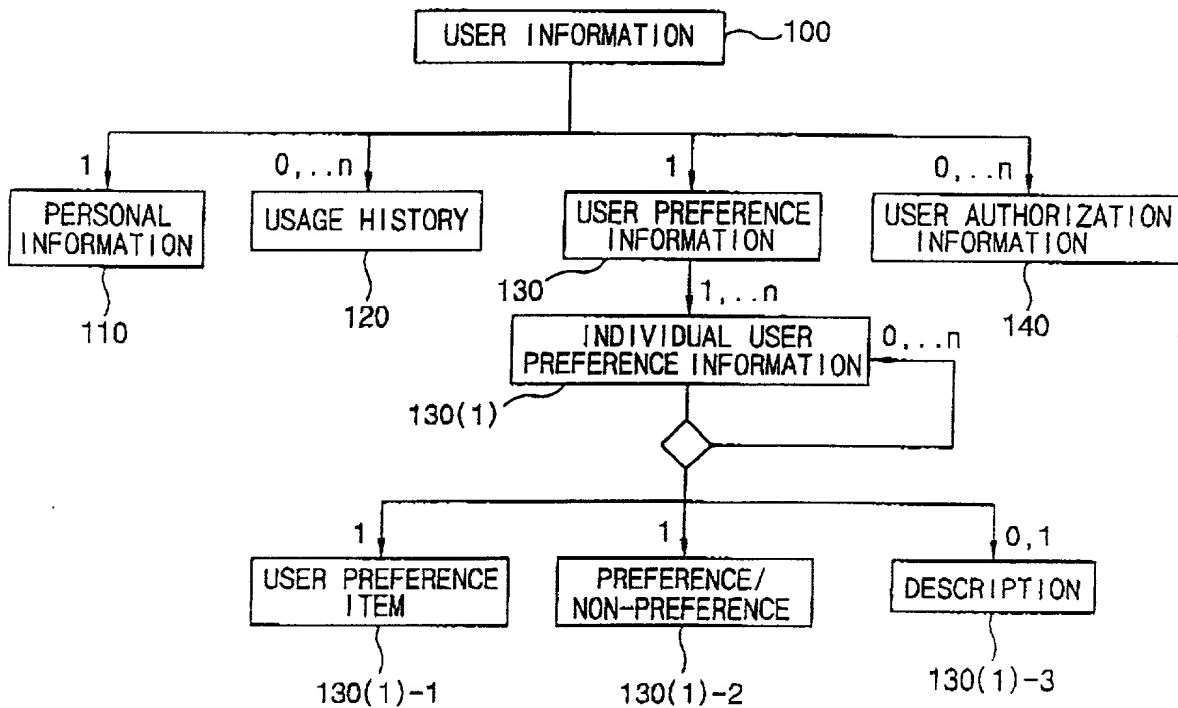 USER INFORMATION
100
1
0,..n
1
0,..n
PERSONAL
INFORMATION
USAGE HISTORY
USER PREFERENCE
INFORMATION
USER AUTHORIZATION
INFORMATION
110
120
130
1,..n
140
INDIVIDUAL USER
PREFERENCE INFORMATION
0,..n
130(1)
1
1
0,1
USER PREFERENCE
ITEM
PREFERENCE/
NON-PREFERENCE
DESCRIPTION
130(1)-1
130(1)-2
130(1)-3